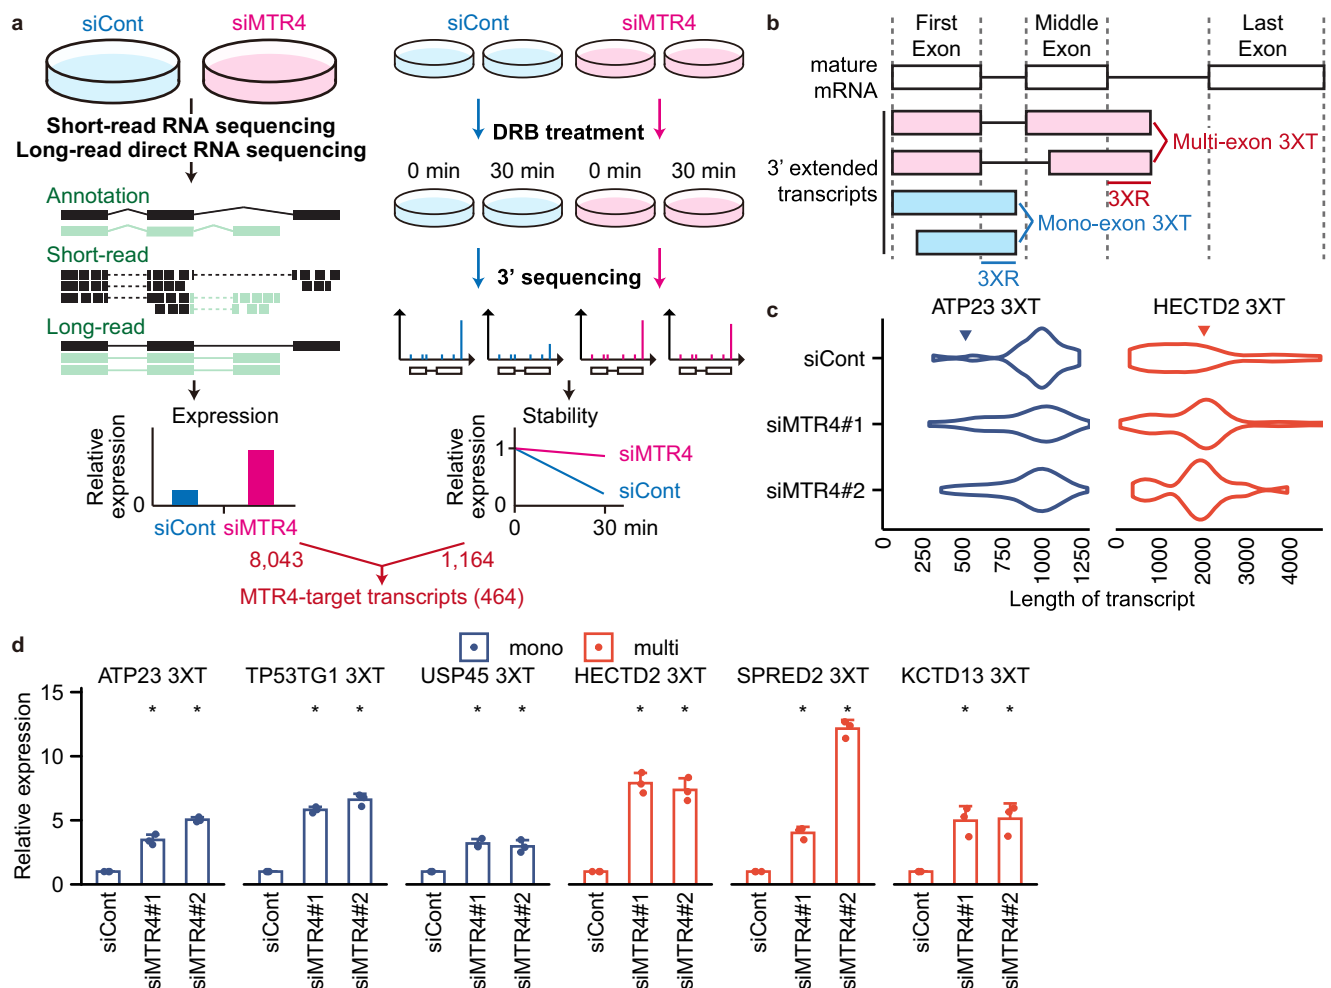 a
siCont
siMTR4
Short-read RNA sequencing
Long-read direct RNA sequencing
Annotation
Short-read
Long-read
Expression
Relative
expression
0
siCont
siMTR4
8,043
siCont
siMTR4
DRB treatment
0 min
30 min
0 min
30 min
3’ sequencing
Stability
Relative
expression
1
0
siMTR4
siCont
0
30 min
1,164
MTR4-target transcripts (464)
b
First
Exon
Middle
Exon
Last
Exon
mature
mRNA
3’ extended
transcripts
Multi-exon 3XT
3XR
Mono-exon 3XT
3XR
c
ATP23 3XT
HECTD2 3XT
siCont
siMTR4#1
siMTR4#2
0
250
500
750
1000
1250
0
1000
2000
3000
4000
Length of transcript
d
mono
multi
ATP23 3XT
TP53TG1 3XT
USP45 3XT
HECTD2 3XT
SPRED2 3XT
KCTD13 3XT
Relative expression
15
10
5
0
* *
* *
* *
* *
* *
* *
siCont
siMTR4#1
siMTR4#2
siCont
siMTR4#1
siMTR4#2
siCont
siMTR4#1
siMTR4#2
siCont
siMTR4#1
siMTR4#2
siCont
siMTR4#1
siMTR4#2
siCont
siMTR4#1
siMTR4#2